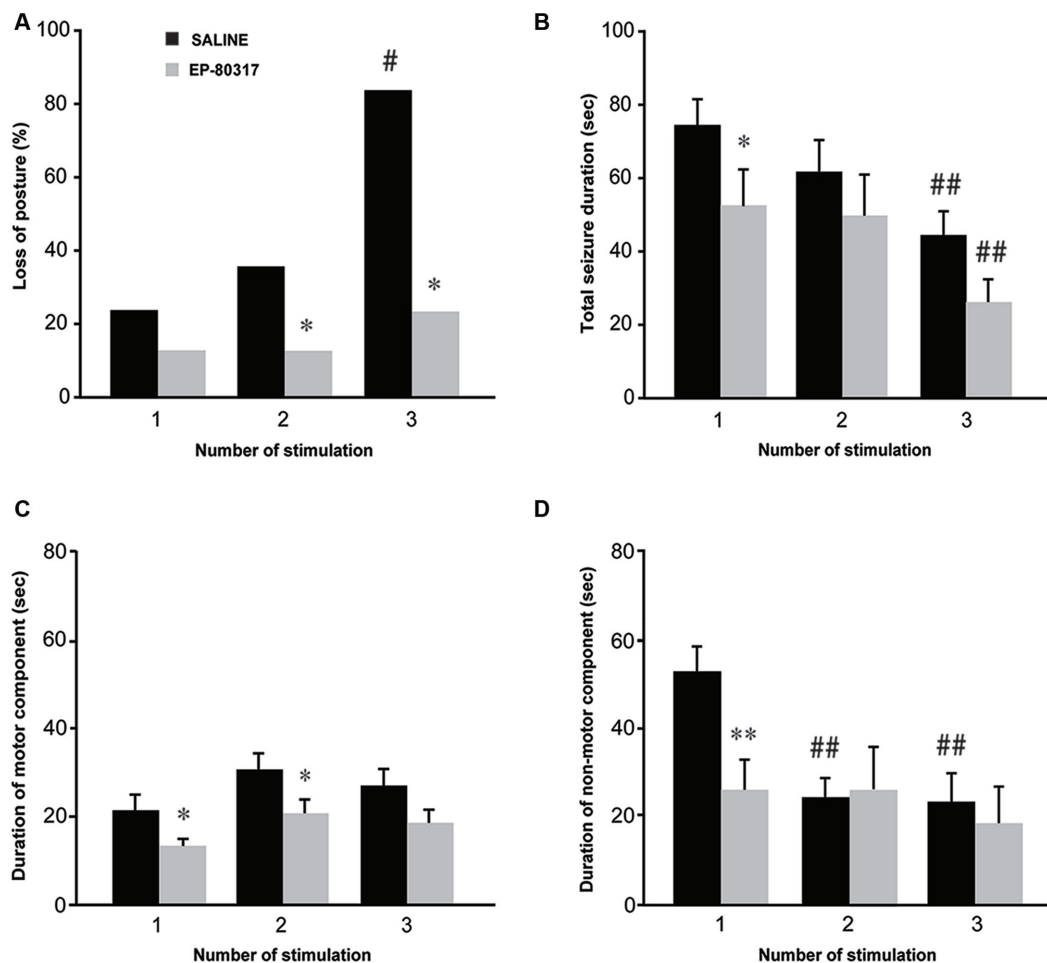 A
100
80
60
40
20
0
Loss of posture (%)
SALINE
EP-80317
#
*
*
1 2 3
Number of stimulation
B
100
80
60
40
20
0
Total seizure duration (sec)
*
##
##
1 2 3
Number of stimulation
C
80
60
40
20
0
Duration of motor component (sec)
*
*
1 2 3
Number of stimulation
D
80
60
40
20
0
Duration of non-motor component (sec)
**
##
##
1 2 3
Number of stimulation